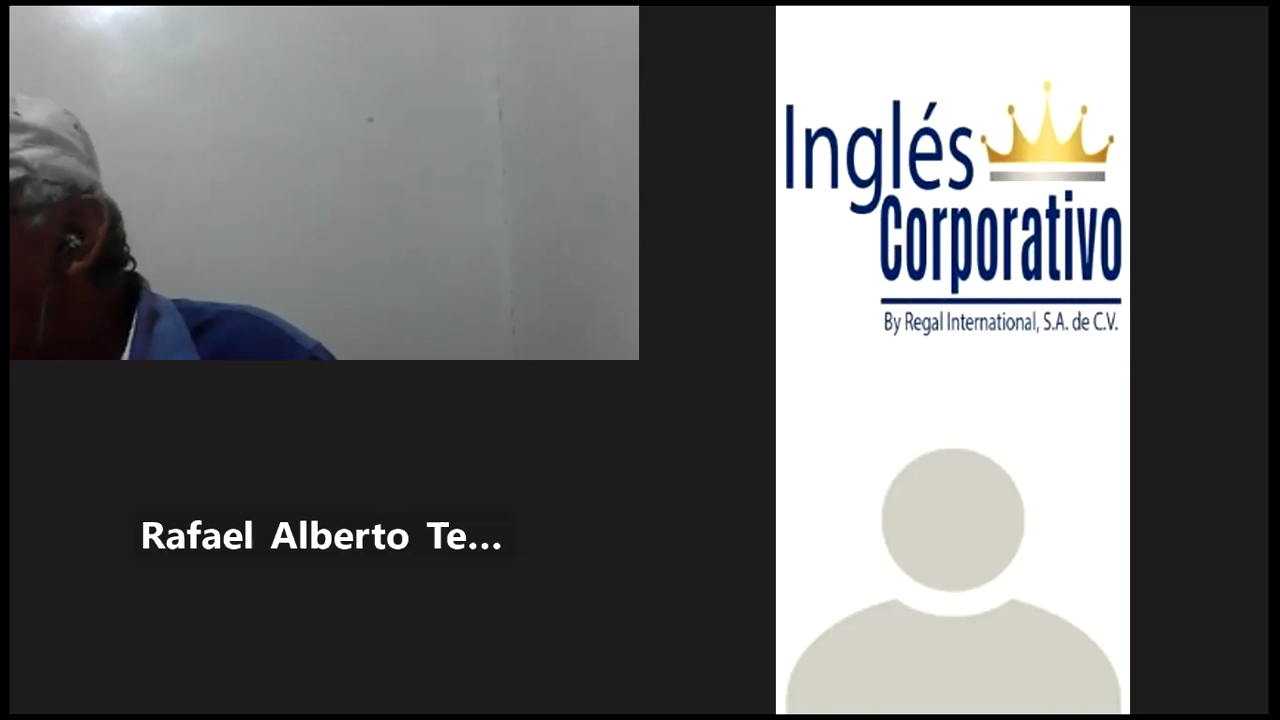 Inglés
Corporativo
By Regal International, S.A. de C.V.
Rafael Alberto Te...